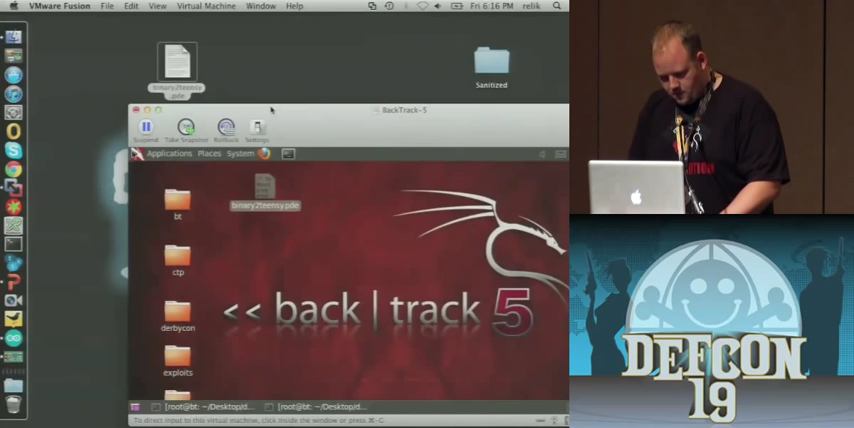 VMware Fusion File Edit View Virtual Machine Window Help Fri 6:16 PM relik
binary2teensy
.pde
Sanitized
BackTrack-5
Suspend Take Snapshot Rollback Settings
Applications Places System
bt
binary2teensy.pde
ctp
<< back | track 5
derbycon
exploits
[root@bt: ~/Desktop/d... [root@bt: ~/Desktop/d...
To direct input to this virtual machine, click inside the window or press ⌘-G.
DEFCON
19